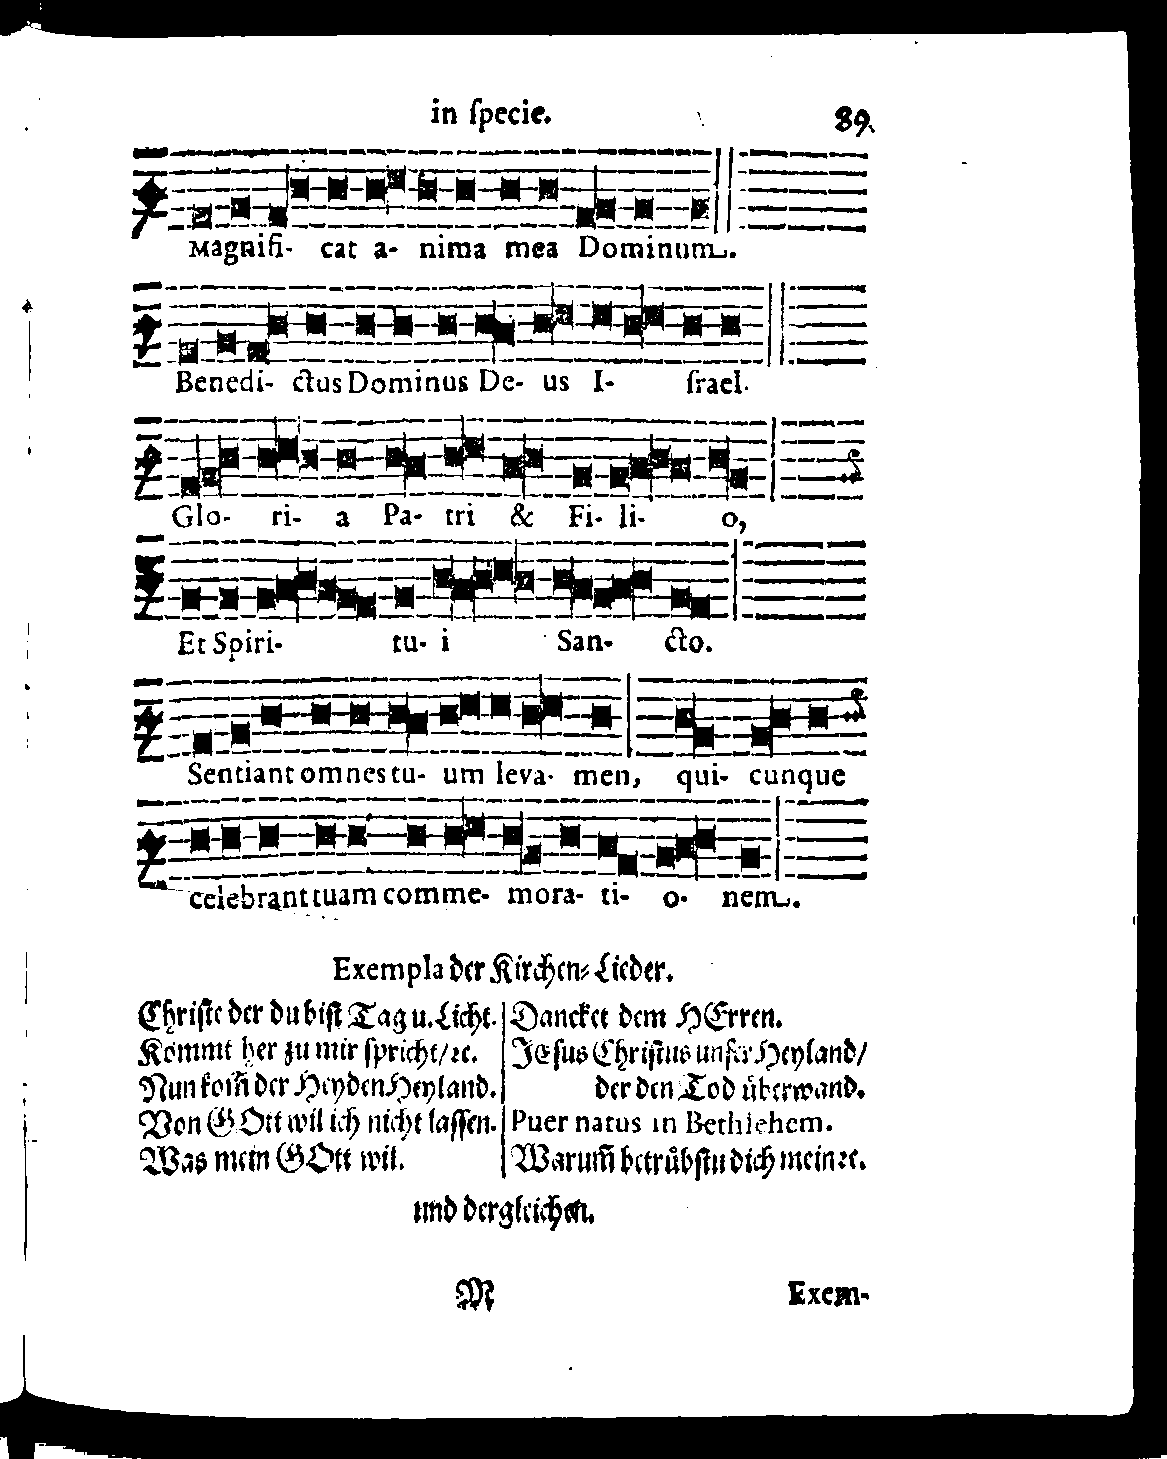 in ſpecie. 89.
Magnifi- cat a- nima mea Dominum.
Benedi- ctus Dominus De- us I- ſrael.
Glo- ri- a Pa- tri & Fi- li- o,
Et Spiri- tu- i San- cto.
Sentiant omnes tu- um leva- men, qui- cunque
celebrant tuam comme- mora- ti- o- nem.
Exempla der Kirchen⸗Lieder.
Chriſte der du biſt Tag u. Licht.
Kommt her zu mir ſpricht/ꝛc.
Nun kom̃ der Heyden Heyland.
Von GOtt wil ich nicht laſſen.
Was mein GOtt wil.
Dancket dem HErren.
JEſus Chriſtus unſer Heyland/
der den Tod überwand.
Puer natus in Bethlehem.
Warum̃ betrübſtu dich mein ꝛc.
und dergleichen.
M Exem-